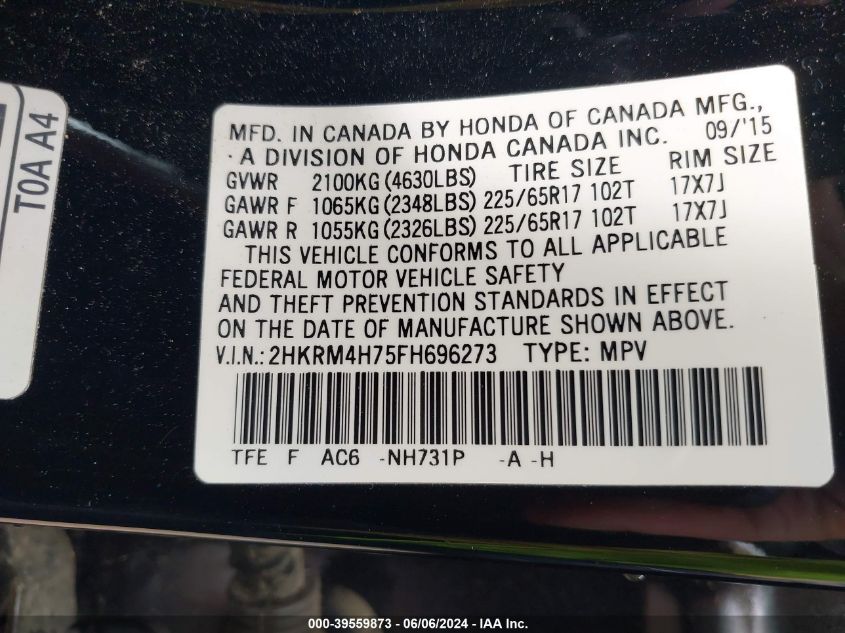 T0A A4
MFD. IN CANADA BY HONDA OF CANADA MFG.,
· A DIVISION OF HONDA CANADA INC. 09/'15
GVWR 2100KG (4630LBS) TIRE SIZE RIM SIZE
GAWR F 1065KG (2348LBS) 225/65R17 102T 17X7J
GAWR R 1055KG (2326LBS) 225/65R17 102T 17X7J
THIS VEHICLE CONFORMS TO ALL APPLICABLE
FEDERAL MOTOR VEHICLE SAFETY
AND THEFT PREVENTION STANDARDS IN EFFECT
ON THE DATE OF MANUFACTURE SHOWN ABOVE.
V.I.N.: 2HKRM4H75FH696273 TYPE: MPV
TFE F AC6 -NH731P -A -H
000-39559873 - 06/06/2024 - IAA Inc.